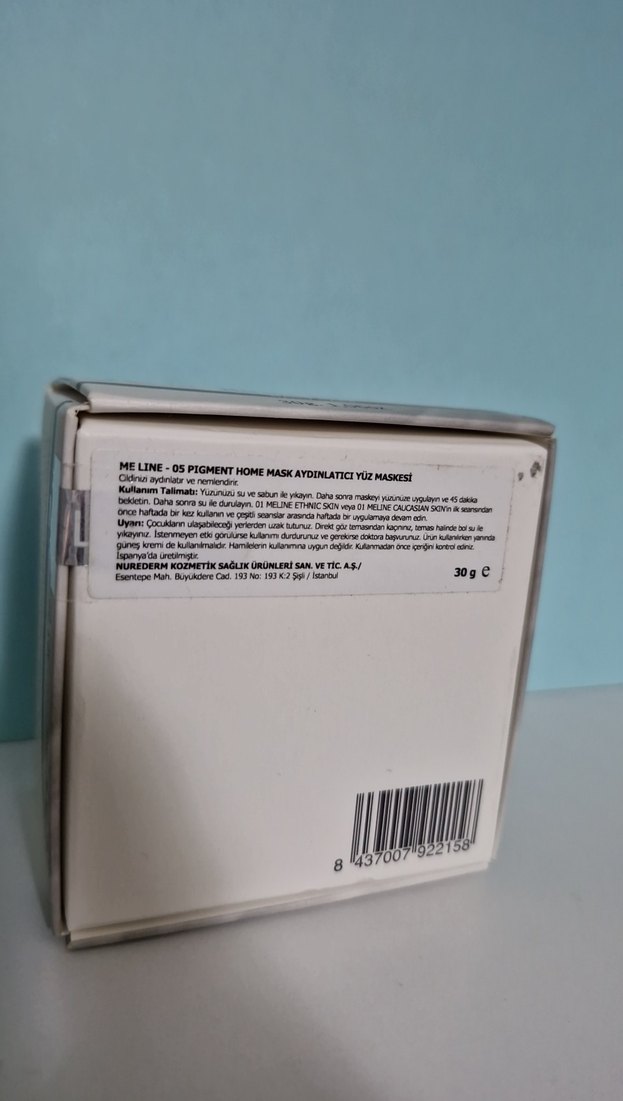 ME LINE - 05 PIGMENT HOME MASK AYDINLATICI YÜZ MASKESİ
Cildinizi aydınlatır ve nemlendirir.
Kullanım Talimatı: Yüzünüzü su ve sabun ile yıkayın. Daha sonra maskeyi yüzünüze uygulayın ve 45 dakika
bekletin. Daha sonra su ile durulayın. 01 MELINE ETHNIC SKIN veya 01 MELINE CAUCASIAN SKIN'in ilk seansından
önce haftada bir kez kullanın ve çeşitli seanslar arasında haftada bir uygulamaya devam edin.
Uyarı: Çocukların ulaşabileceği yerlerden uzak tutunuz. Direkt göz temasından kaçınız, teması halinde bol su ile
yıkayınız. İstenmeyen etki görülürse kullanımı durdurunuz ve gerekirse doktora başvurunuz. Ürün kullanılırken yanında
güneş kremi de kullanılmalıdır. Hamilelerin kullanımına uygun değildir. Kullanmadan önce içeriğini kontrol ediniz.
İspanya'da üretilmiştir.
NUREDERM KOZMETİK SAĞLIK ÜRÜNLERİ SAN. VE TİC. A.Ş./
Esentepe Mah. Büyükdere Cad. 193 No: 193 K:2 Şişli / İstanbul
30 g e
8 437007 922158